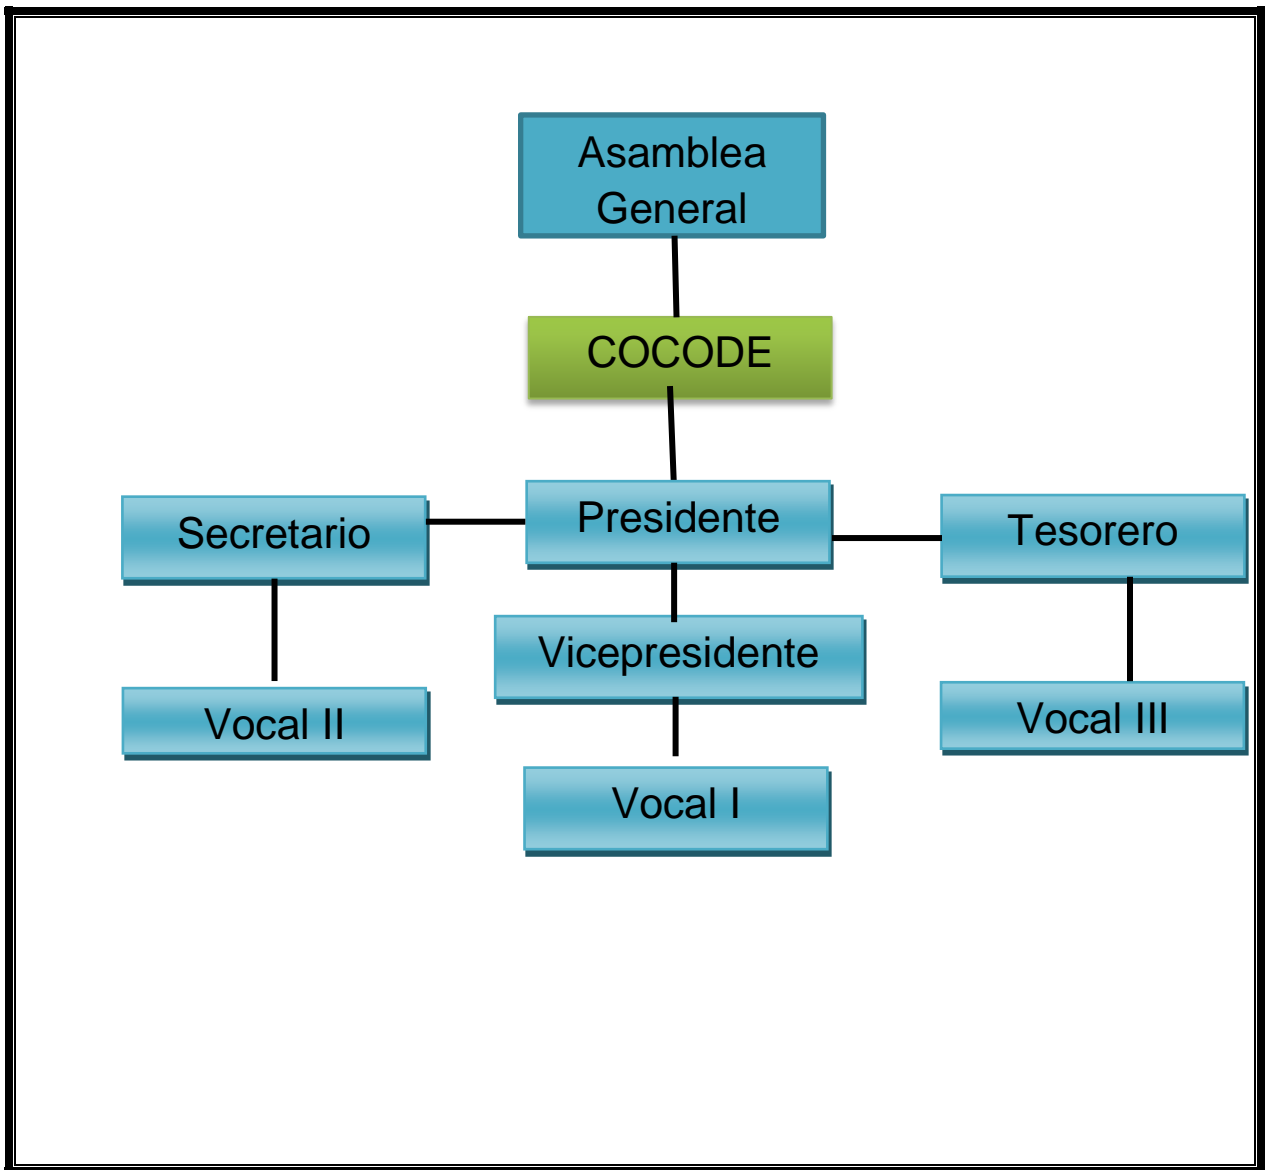 Asamblea
General
COCODE
Secretario
Presidente
Tesorero
Vicepresidente
Vocal II
Vocal III
Vocal I